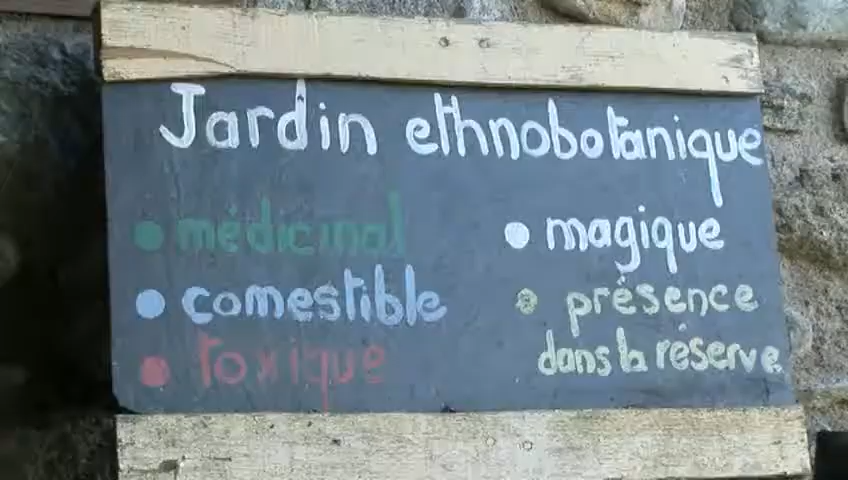 Jardin ethnobotanique
• médicinal
• comestible
• toxique
• magique
• présence
dans la réserve